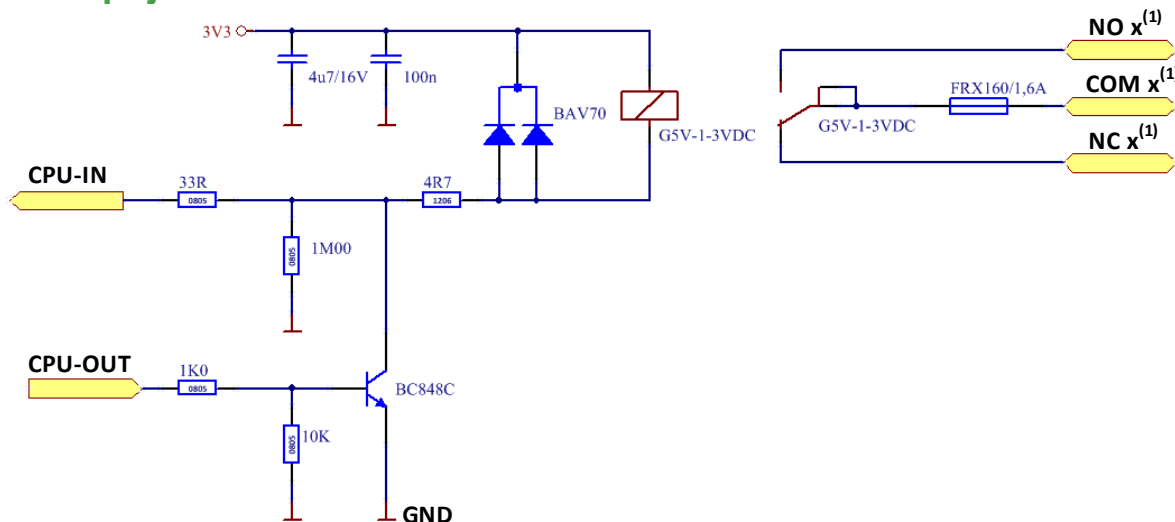 3V3
4u7/16V
100n
BAV70
G5V-1-3VDC
NO x(1)
FRX160/1,6A
COM x(1)
G5V-1-3VDC
NC x(1)
CPU-IN
33R
0805
4R7
1206
1M00
0805
CPU-OUT
1K0
0805
BC848C
10K
0805
GND